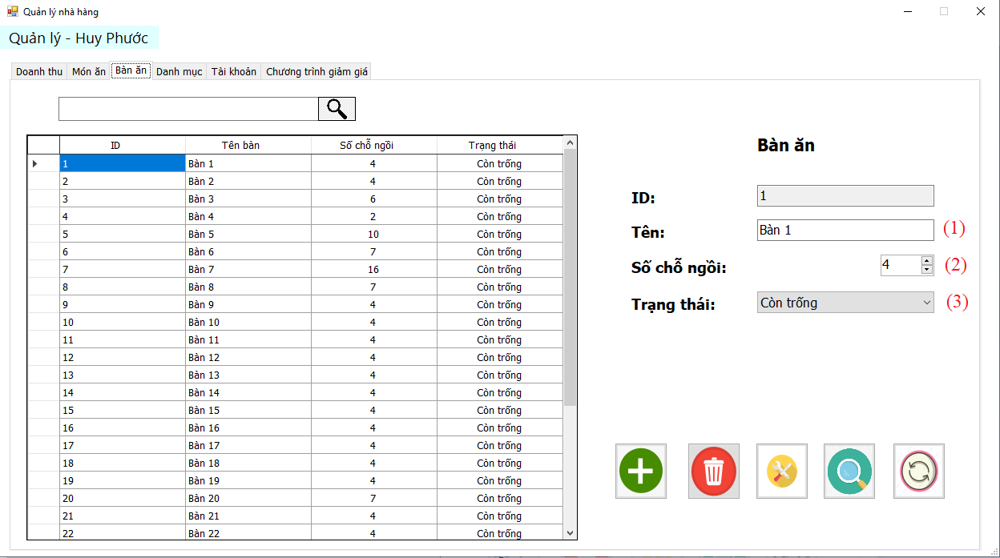 Quản lý nhà hàng
Quản lý - Huy Phước
Doanh thu Món ăn Bàn ăn Danh mục Tài khoản Chương trình giảm giá
ID Tên bàn Số chỗ ngồi Trạng thái
1 Bàn 1 4 Còn trống
2 Bàn 2 4 Còn trống
3 Bàn 3 6 Còn trống
4 Bàn 4 2 Còn trống
5 Bàn 5 10 Còn trống
6 Bàn 6 7 Còn trống
7 Bàn 7 16 Còn trống
8 Bàn 8 7 Còn trống
9 Bàn 9 4 Còn trống
10 Bàn 10 4 Còn trống
11 Bàn 11 4 Còn trống
12 Bàn 12 4 Còn trống
13 Bàn 13 4 Còn trống
14 Bàn 14 4 Còn trống
15 Bàn 15 4 Còn trống
16 Bàn 16 4 Còn trống
17 Bàn 17 4 Còn trống
18 Bàn 18 4 Còn trống
19 Bàn 19 4 Còn trống
20 Bàn 20 7 Còn trống
21 Bàn 21 4 Còn trống
22 Bàn 22 4 Còn trống
Bàn ăn
ID: 1
Tên: Bàn 1 (1)
Số chỗ ngồi: 4 (2)
Trạng thái: Còn trống (3)